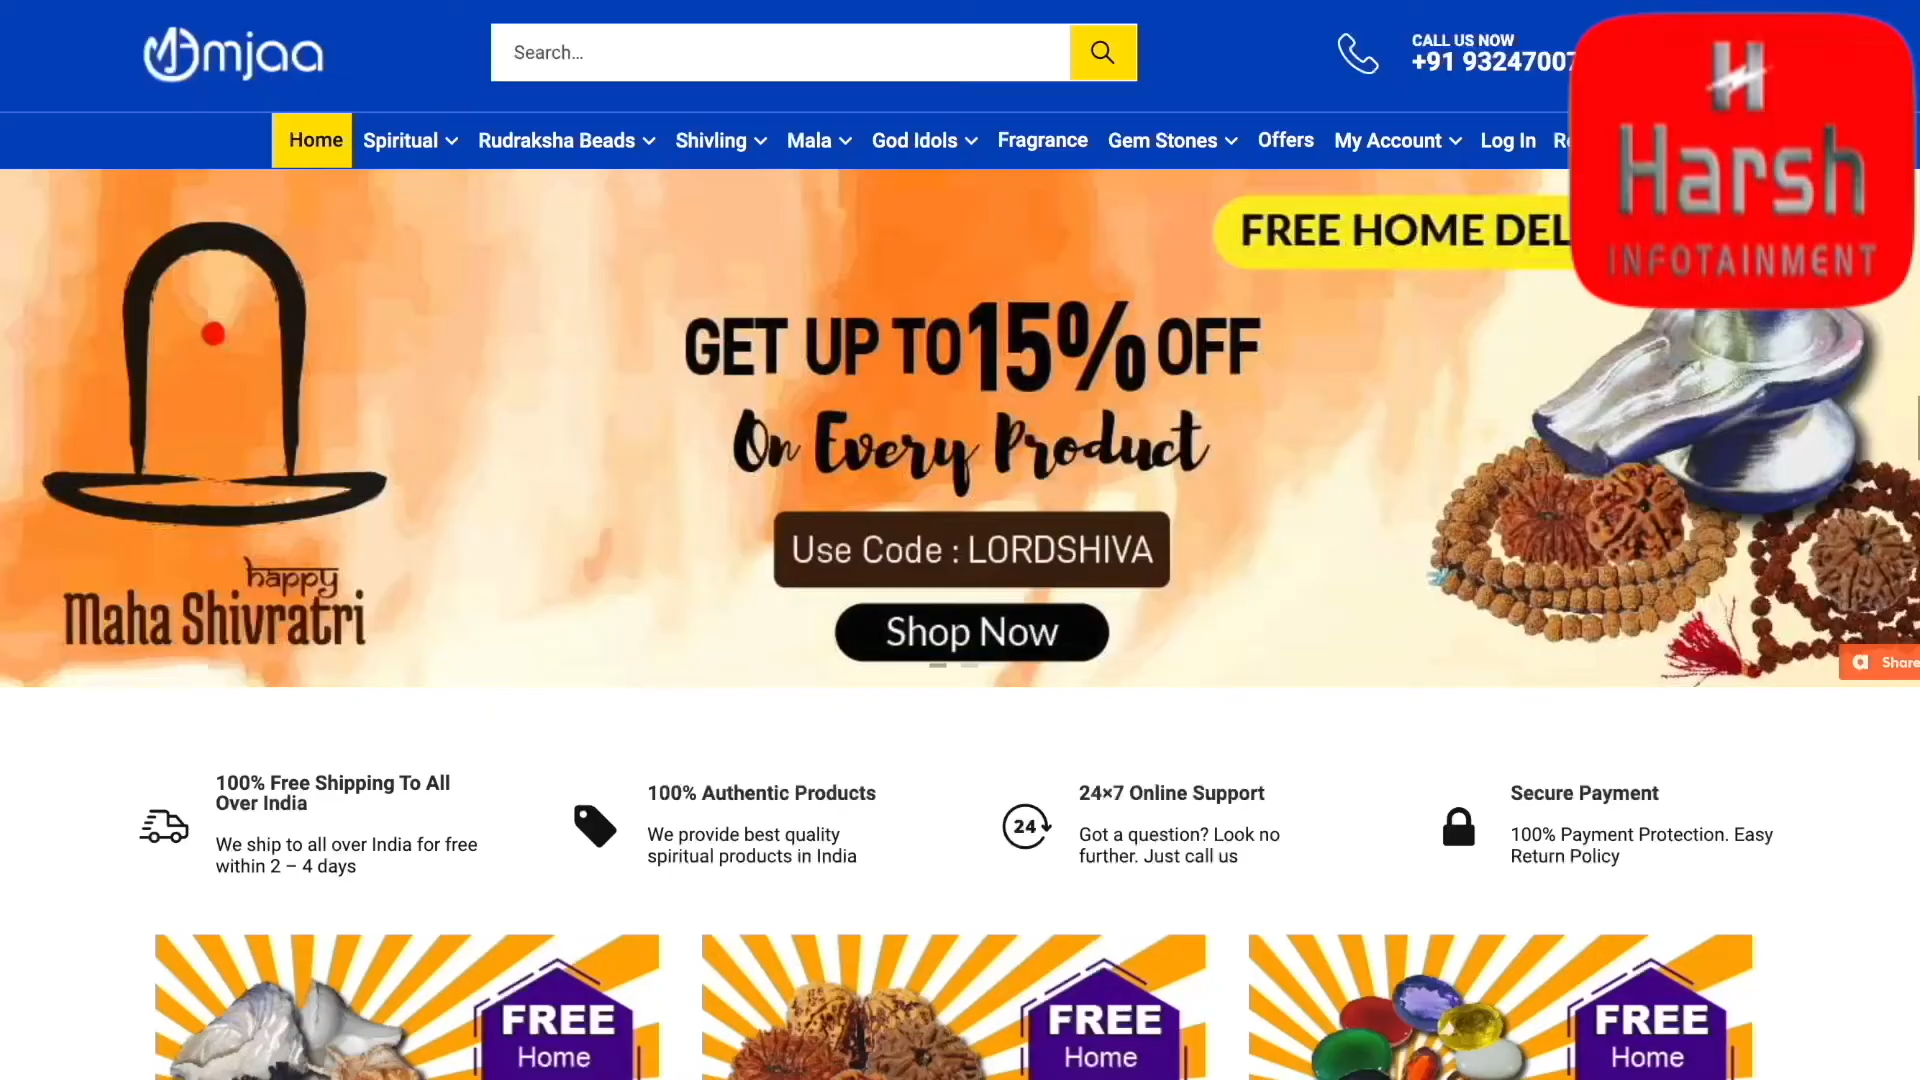 Omjaa
Search...
CALL US NOW
+91 9324700
Harsh
INFOTAINMENT
Home Spiritual Rudraksha Beads Shivling Mala God Idols Fragrance Gem Stones Offers My Account Log In
FREE HOME DEL
GET UP TO 15% OFF
On Every Product
Use Code : LORDSHIVA
Shop Now
happy
Maha Shivratri
Share
100% Free Shipping To All
Over India
We ship to all over India for free
within 2 – 4 days
100% Authentic Products
We provide best quality
spiritual products in India
24
24×7 Online Support
Got a question? Look no
further. Just call us
Secure Payment
100% Payment Protection. Easy
Return Policy
FREE
Home
FREE
Home
FREE
Home